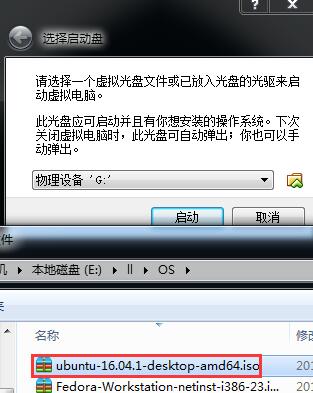 选择启动盘
请选择一个虚拟光盘文件或已放入光盘的光驱来启
动虚拟电脑。
此光盘应可启动并且有你想安装的操作系统。下次
关闭虚拟电脑时，此光盘可自动弹出；你也可以手
动弹出。
物理设备 'G:'
启动 取消
文件
机 ▸ 本地磁盘 (E:) ▸ ll ▸ OS ▸
夹
名称 修
ubuntu-16.04.1-desktop-amd64.iso 20
Fedora-Workstation-netinst-i386-23.i... 20